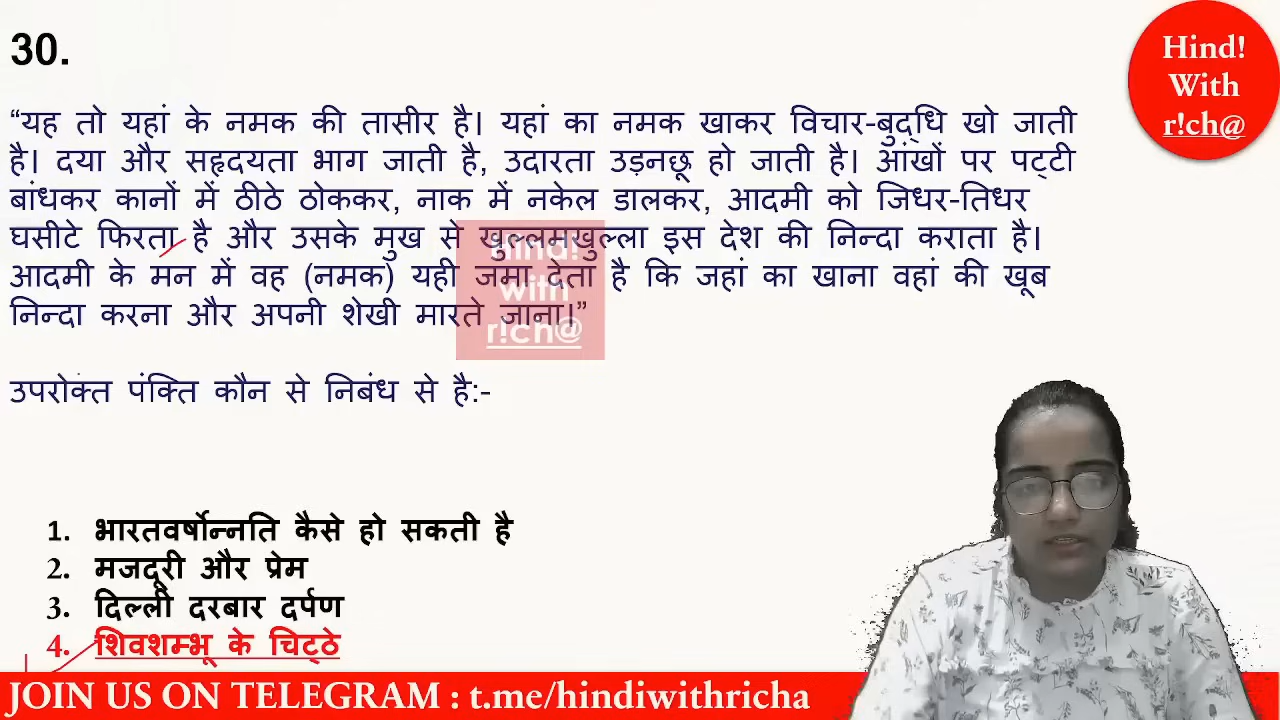 30.
Hind!
With
r!ch@
“यह तो यहां के नमक की तासीर है। यहां का नमक खाकर विचार-बुद्धि खो जाती
है। दया और सहृदयता भाग जाती है, उदारता उड़नछू हो जाती है। आंखों पर पट्टी
बांधकर कानों में ठीठे ठोककर, नाक में नकेल डालकर, आदमी को जिधर-तिधर
घसीटे फिरता है और उसके मुख से खुल्लमखुल्ला इस देश की निन्दा कराता है।
आदमी के मन में वह (नमक) यही जमा देता है कि जहां का खाना वहां की खूब
निन्दा करना और अपनी शेखी मारते जाना।”
Hind!
with
r!ch@
उपरोक्त पंक्ति कौन से निबंध से है:-
1. भारतवर्षोन्नति कैसे हो सकती है
2. मजदूरी और प्रेम
3. दिल्ली दरबार दर्पण
4. शिवशम्भू के चिट्ठे
JOIN US ON TELEGRAM : t.me/hindiwithricha